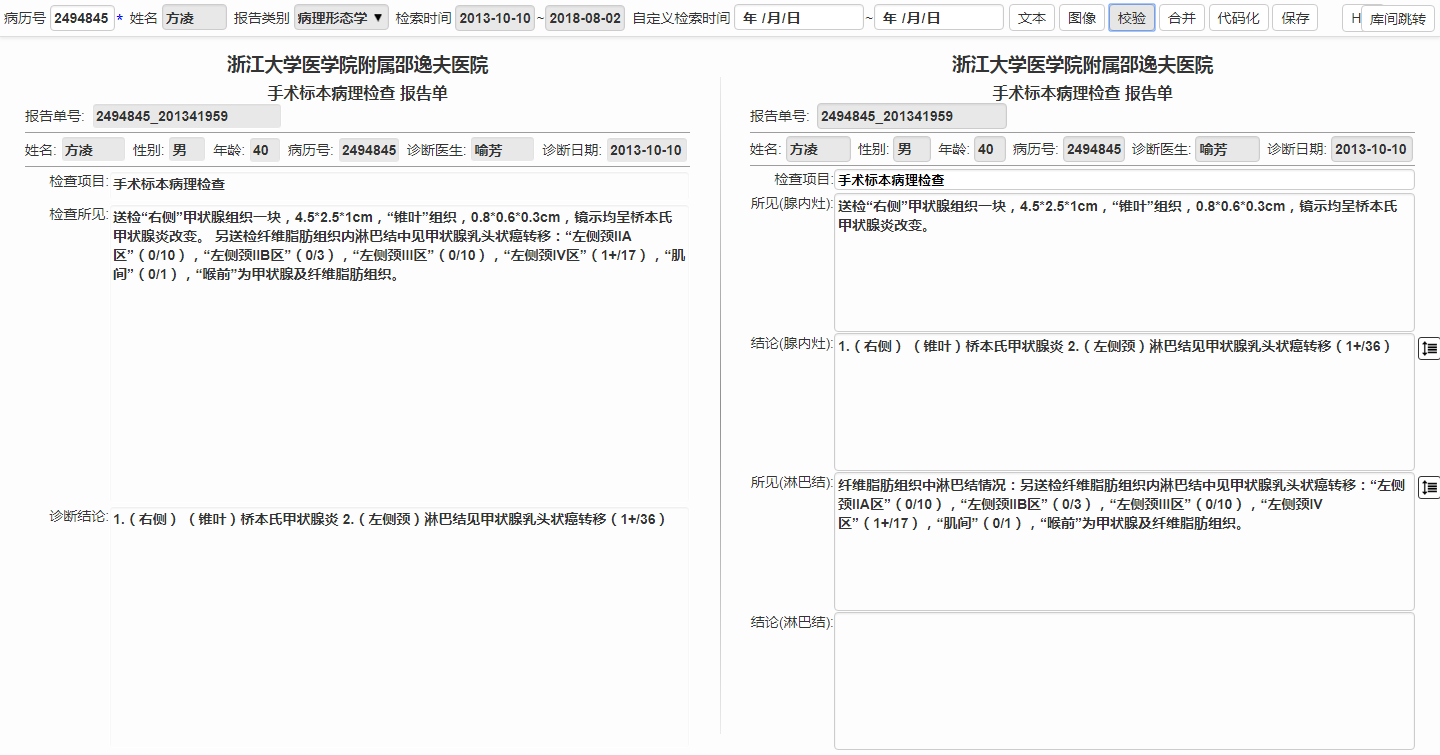 病历号 2494845 * 姓名 方凌 报告类别 病理形态学 ▼ 检索时间 2013-10-10 ~ 2018-08-02 自定义检索时间 年 /月/日 ~ 年 /月/日 文本 图像 校验 合并 代码化 保存 H 库间跳转
浙江大学医学院附属邵逸夫医院
手术标本病理检查 报告单
报告单号: 2494845_201341959
姓名: 方凌 性别: 男 年龄: 40 病历号: 2494845 诊断医生: 喻芳 诊断日期: 2013-10-10
检查项目: 手术标本病理检查
检查所见: 送检“右侧”甲状腺组织一块，4.5*2.5*1cm，“锥叶”组织，0.8*0.6*0.3cm，镜示均呈桥本氏
甲状腺炎改变。 另送检纤维脂肪组织内淋巴结中见甲状腺乳头状癌转移：“左侧颈IIA
区”（0/10），“左侧颈IIB区”（0/3），“左侧颈III区”（0/10），“左侧颈IV区”（1+/17），“肌
间”（0/1），“喉前”为甲状腺及纤维脂肪组织。
诊断结论: 1.（右侧）（锥叶）桥本氏甲状腺炎 2.（左侧颈）淋巴结见甲状腺乳头状癌转移（1+/36）
浙江大学医学院附属邵逸夫医院
手术标本病理检查 报告单
报告单号: 2494845_201341959
姓名: 方凌 性别: 男 年龄: 40 病历号: 2494845 诊断医生: 喻芳 诊断日期: 2013-10-10
检查项目: 手术标本病理检查
所见(腺内灶): 送检“右侧”甲状腺组织一块，4.5*2.5*1cm，“锥叶”组织，0.8*0.6*0.3cm，镜示均呈桥本氏
甲状腺炎改变。
结论(腺内灶): 1.（右侧）（锥叶）桥本氏甲状腺炎 2.（左侧颈）淋巴结见甲状腺乳头状癌转移（1+/36）
所见(淋巴结): 纤维脂肪组织中淋巴结情况：另送检纤维脂肪组织内淋巴结中见甲状腺乳头状癌转移：“左侧
颈IIA区”（0/10），“左侧颈IIB区”（0/3），“左侧颈III区”（0/10），“左侧颈IV
区”（1+/17），“肌间”（0/1），“喉前”为甲状腺及纤维脂肪组织。
结论(淋巴结):